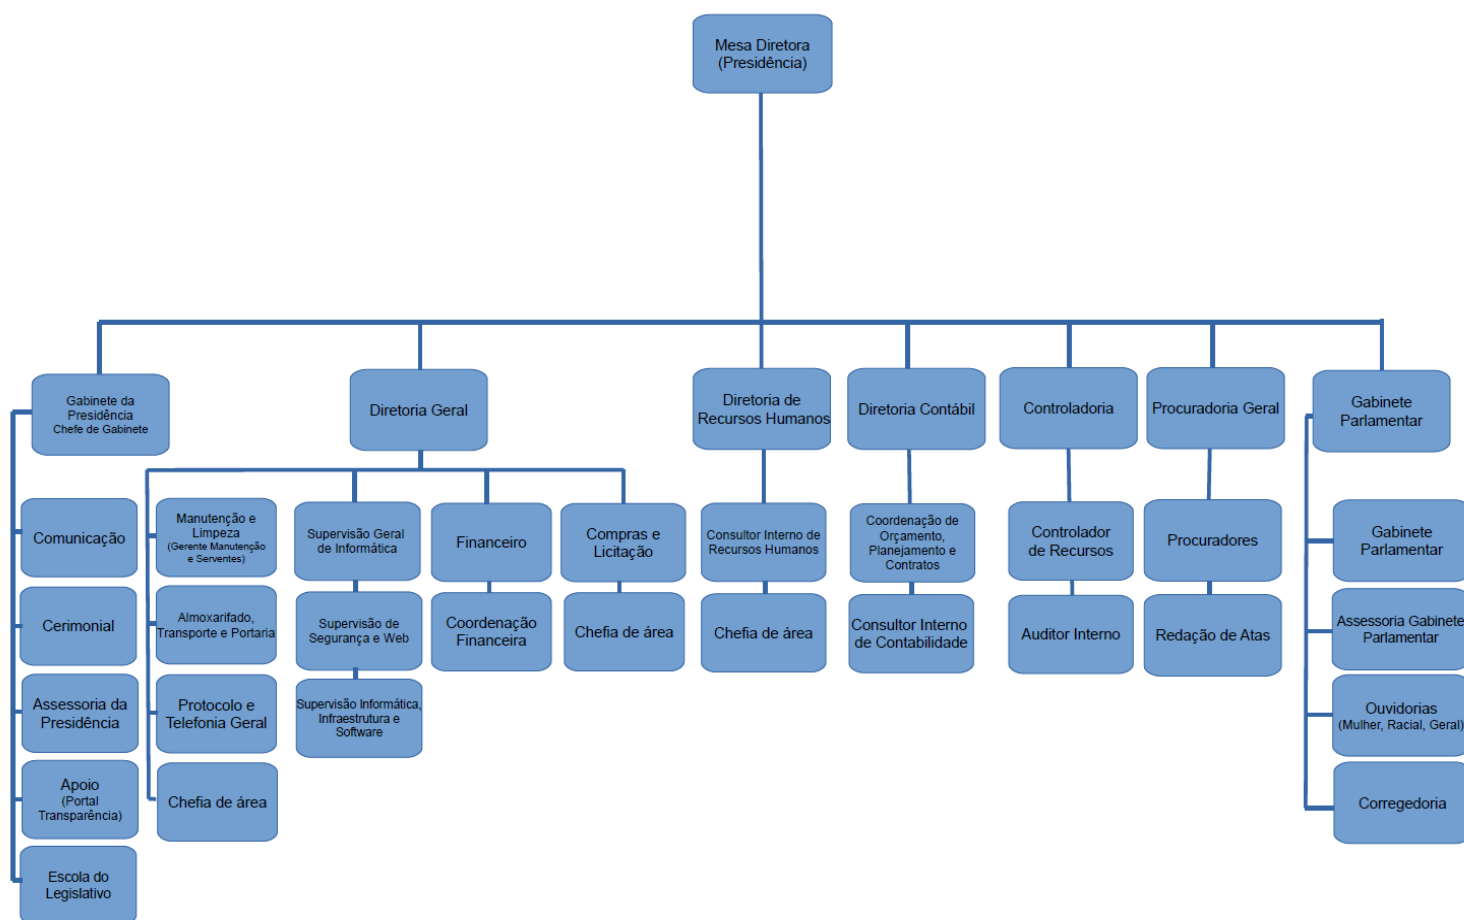 Mesa Diretora
(Presidência)
Gabinete da
Presidência
Chefe de Gabinete
Diretoria Geral
Diretoria de
Recursos Humanos
Diretoria Contábil
Controladoria
Procuradoria Geral
Gabinete
Parlamentar
Comunicação
Cerimonial
Assessoria da
Presidência
Apoio
(Portal
Transparência)
Escola do
Legislativo
Manutenção e
Limpeza
(Gerente Manutenção
e Serventes)
Almoxarifado,
Transporte e Portaria
Protocolo e
Telefonia Geral
Chefia de área
Supervisão Geral
de Informática
Supervisão de
Segurança e Web
Supervisão Informática,
Infraestrutura e
Software
Financeiro
Coordenação
Financeira
Compras e
Licitação
Chefia de área
Consultor Interno de
Recursos Humanos
Chefia de área
Coordenação de
Orçamento,
Planejamento e
Contratos
Consultor Interno
de Contabilidade
Controlador
de Recursos
Auditor Interno
Procuradores
Redação de Atas
Gabinete
Parlamentar
Assessoria Gabinete
Parlamentar
Ouvidorias
(Mulher, Racial, Geral)
Corregedoria